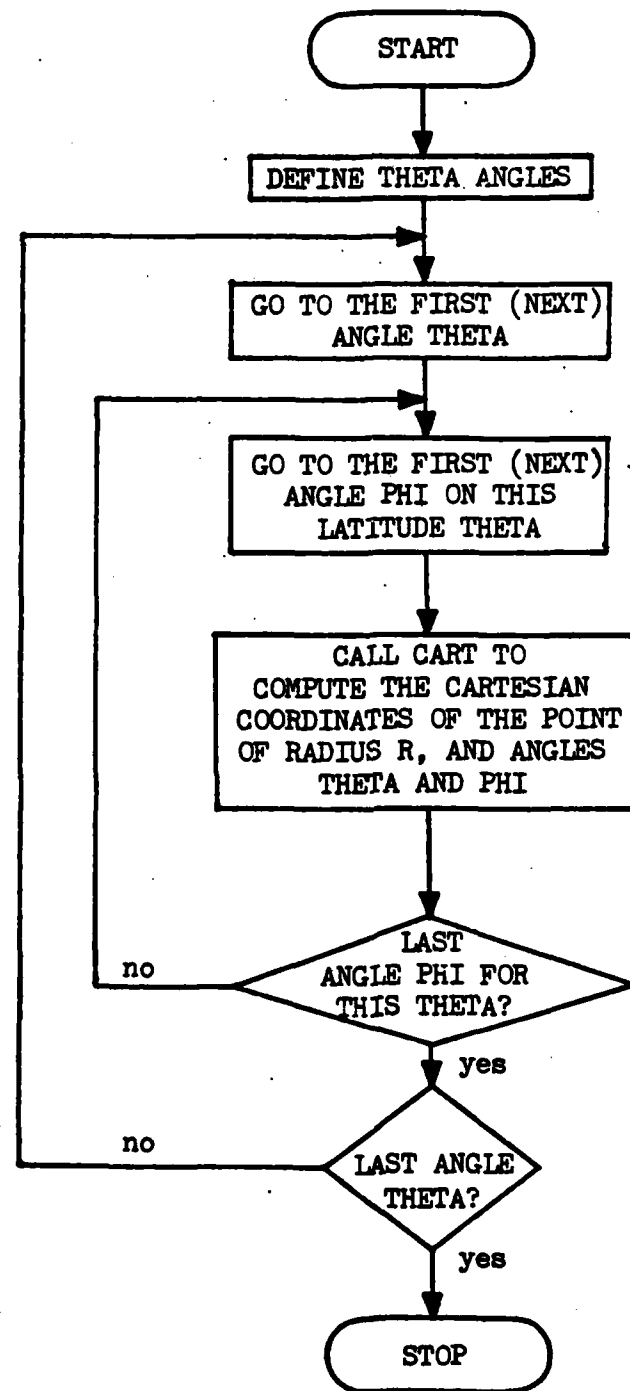 START
DEFINE THETA ANGLES
GO TO THE FIRST (NEXT)
ANGLE THETA
GO TO THE FIRST (NEXT)
ANGLE PHI ON THIS
LATITUDE THETA
CALL CART TO
COMPUTE THE CARTESIAN
COORDINATES OF THE POINT
OF RADIUS R, AND ANGLES
THETA AND PHI
LAST
ANGLE PHI FOR
THIS THETA?
no
yes
LAST ANGLE
THETA?
no
yes
STOP